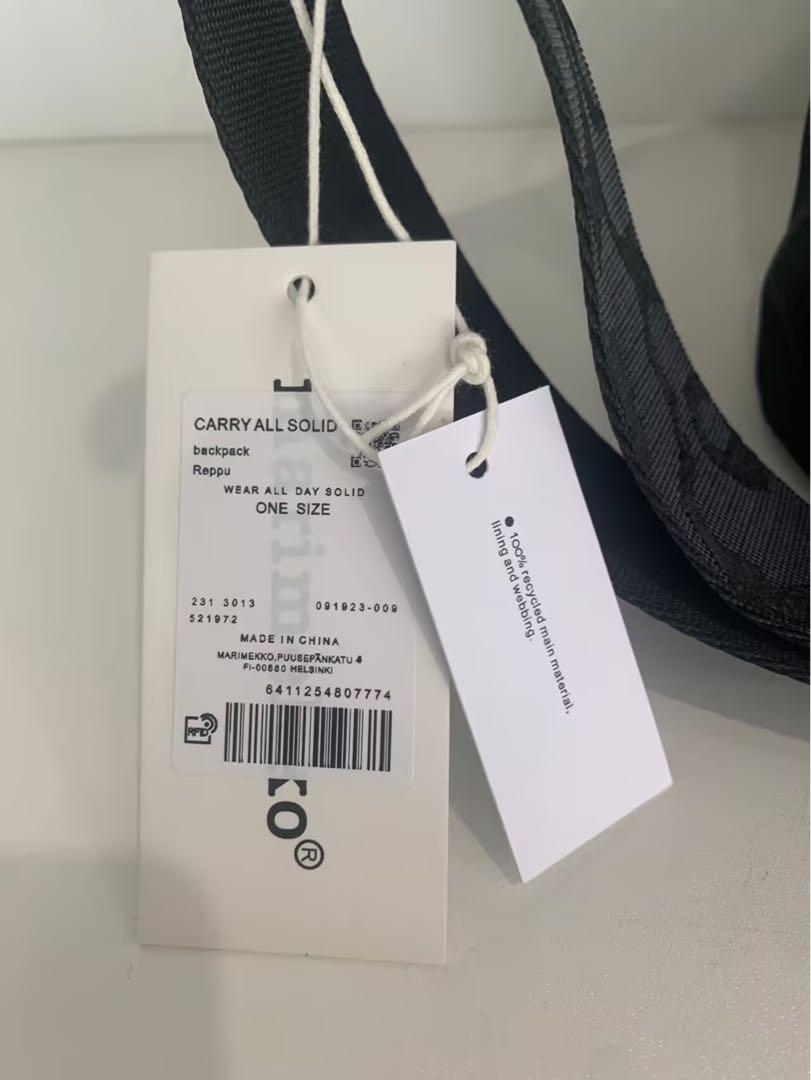 CARRY ALL SOLID
backpack
Reppu
WEAR ALL DAY SOLID
ONE SIZE
231 3013
091923-009
521972
MADE IN CHINA
MARIMEKKO,PUUSEPÄNKATU 4
FI-00880 HELSINKI
6411254807774
RFID
ko®
● 100% recycled main material,
lining and webbing.